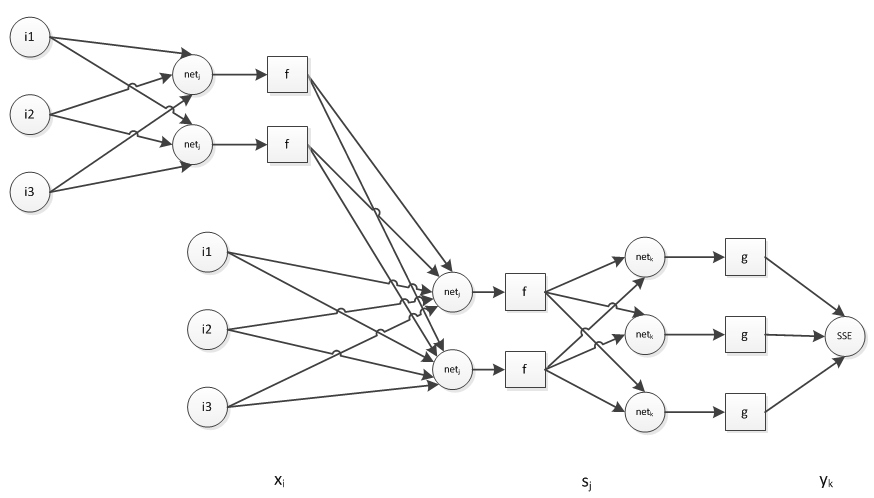 i1
net_j
f
i2
net_j
f
i3
i1
net_j
f
net_k
g
i2
net_k
g
SSE
i3
net_j
f
net_k
g
x_i
s_j
y_k